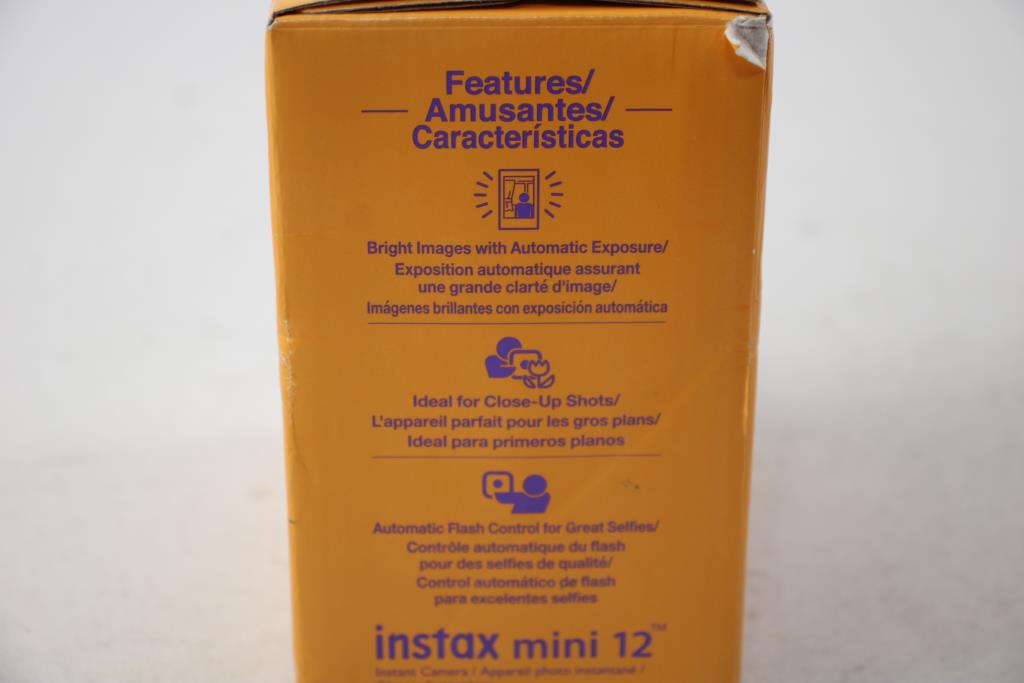 Features/
Amusantes/
Características
Bright Images with Automatic Exposure/
Exposition automatique assurant
une grande clarté d'image/
Imágenes brillantes con exposición automática
Ideal for Close-Up Shots/
L'appareil parfait pour les gros plans/
Ideal para primeros planos
Automatic Flash Control for Great Selfies/
Contrôle automatique du flash
pour des selfies de qualité/
Control automático de flash
para excelentes selfies
instax mini 12™
Instant Camera / Appareil photo instantané /